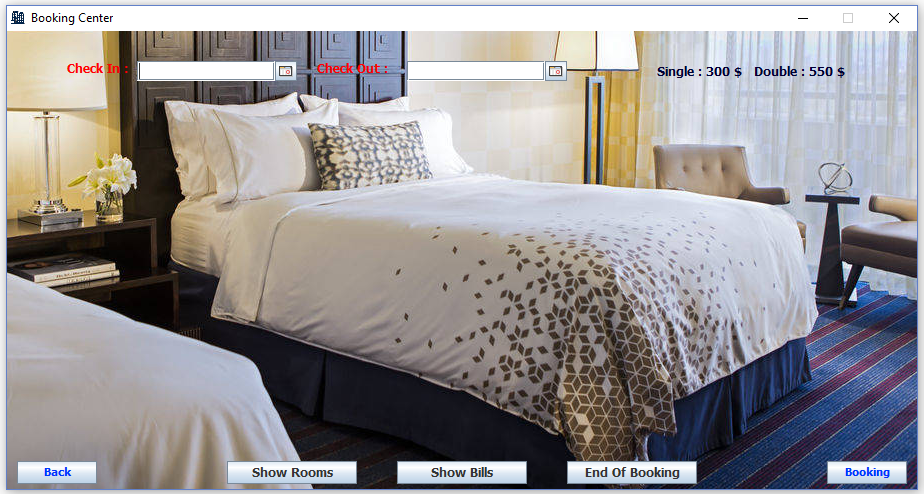 Booking Center
Check In :
Check Out :
Single : 300 $ Double : 550 $
Back
Show Rooms
Show Bills
End Of Booking
Booking